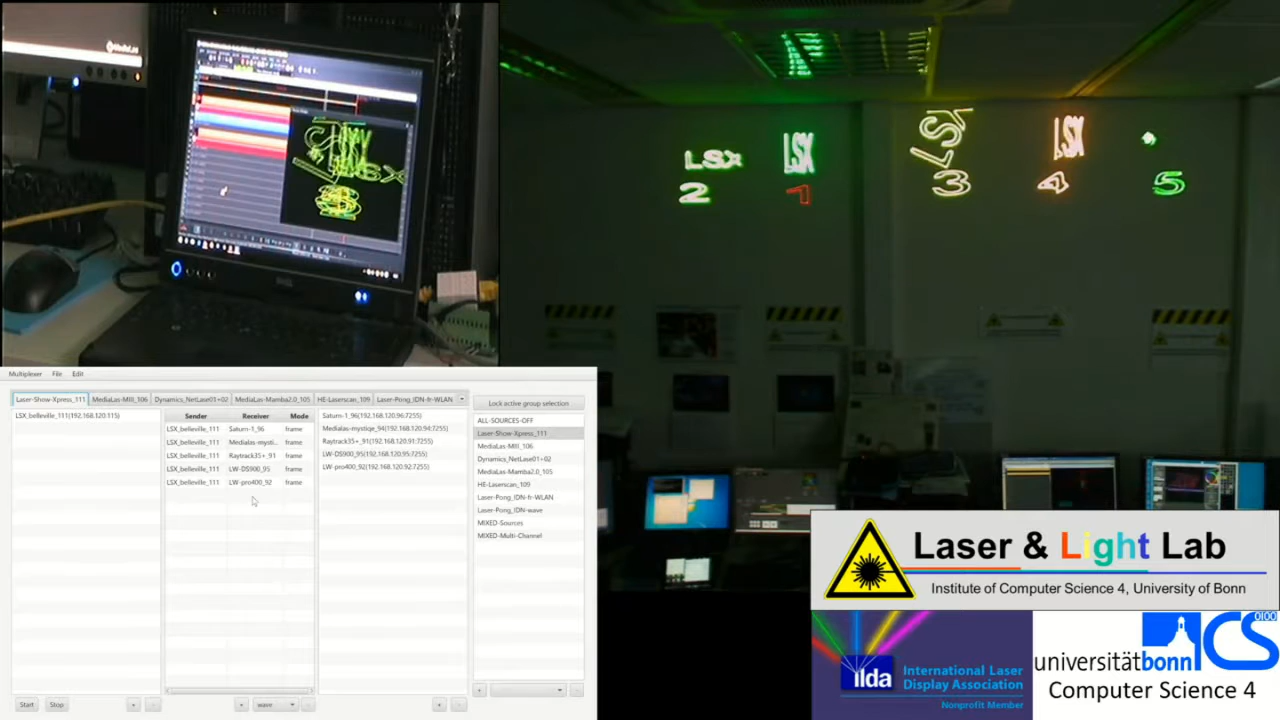 LSX
LSX
LSX
LSX
2
1
3
4
5
Multiplexer File Edit
Laser-Show-Xpress_111 MediaLas-MIII_106 Dynamics_NetLase01+02 MediaLas-Mamba2.0_105 HE-Laserscan_109 Laser-Pong_IDN-fr-WLAN
Lock active group selection
LSX_belleville_111(192.168.120.115)
Sender Receiver Mode
LSX_belleville_111 Saturn-1_96 frame
LSX_belleville_111 Medialas-mysti... frame
LSX_belleville_111 Raytrack35+_91 frame
LSX_belleville_111 LW-DS900_95 frame
LSX_belleville_111 LW-pro400_92 frame
Saturn-1_96(192.168.120.96:7255)
Medialas-mystiqe_94(192.168.120.94:7255)
Raytrack35+_91(192.168.120.91:7255)
LW-DS900_95(192.168.120.95:7255)
LW-pro400_92(192.168.120.92:7255)
ALL-SOURCES-OFF
Laser-Show-Xpress_111
MediaLas-MIII_106
Dynamics_NetLase01+02
MediaLas-Mamba2.0_105
HE-Laserscan_109
Laser-Pong_IDN-fr-WLAN
Laser-Pong_IDN-wave
MIXED-Sources
MIXED-Multi-Channel
Start Stop + - + wave - + - + -
Laser & Light Lab
Institute of Computer Science 4, University of Bonn
ilda
International Laser
Display Association
Nonprofit Member
universitätbonn
ICS
0100
Computer Science 4